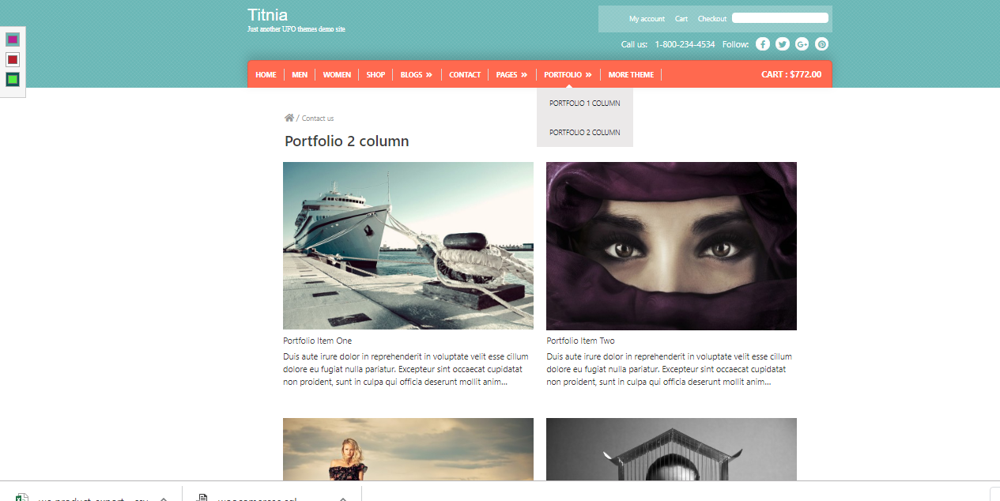 Titnia
Just another UFO themes demo site
My account Cart Checkout
Call us: 1-800-234-4534 Follow:
HOME MEN WOMEN SHOP BLOGS » CONTACT PAGES » PORTFOLIO » MORE THEME CART : $772.00
PORTFOLIO 1 COLUMN
PORTFOLIO 2 COLUMN
/ Contact us
Portfolio 2 column
Portfolio Item One
Duis aute irure dolor in reprehenderit in voluptate velit esse cillum
dolore eu fugiat nulla pariatur. Excepteur sint occaecat cupidatat
non proident, sunt in culpa qui officia deserunt mollit anim...
Portfolio Item Two
Duis aute irure dolor in reprehenderit in voluptate velit esse cillum
dolore eu fugiat nulla pariatur. Excepteur sint occaecat cupidatat
non proident, sunt in culpa qui officia deserunt mollit anim...